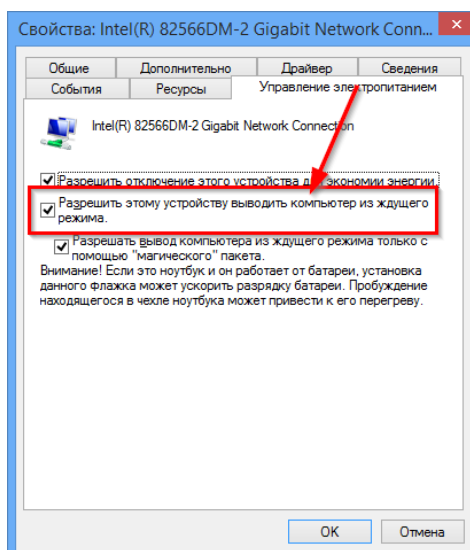 Свойства: Intel(R) 82566DM-2 Gigabit Network Conn...
Общие Дополнительно Драйвер Сведения
События Ресурсы Управление электропитанием
Intel(R) 82566DM-2 Gigabit Network Connection
Разрешить отключение этого устройства для экономии энергии.
Разрешить этому устройству выводить компьютер из ждущего
режима.
Разрешать вывод компьютера из ждущего режима только с
помощью "магического" пакета.
Внимание! Если это ноутбук и он работает от батареи, установка
данного флажка может ускорить разрядку батареи. Пробуждение
находящегося в чехле ноутбука может привести к его перегреву.
OK Отмена